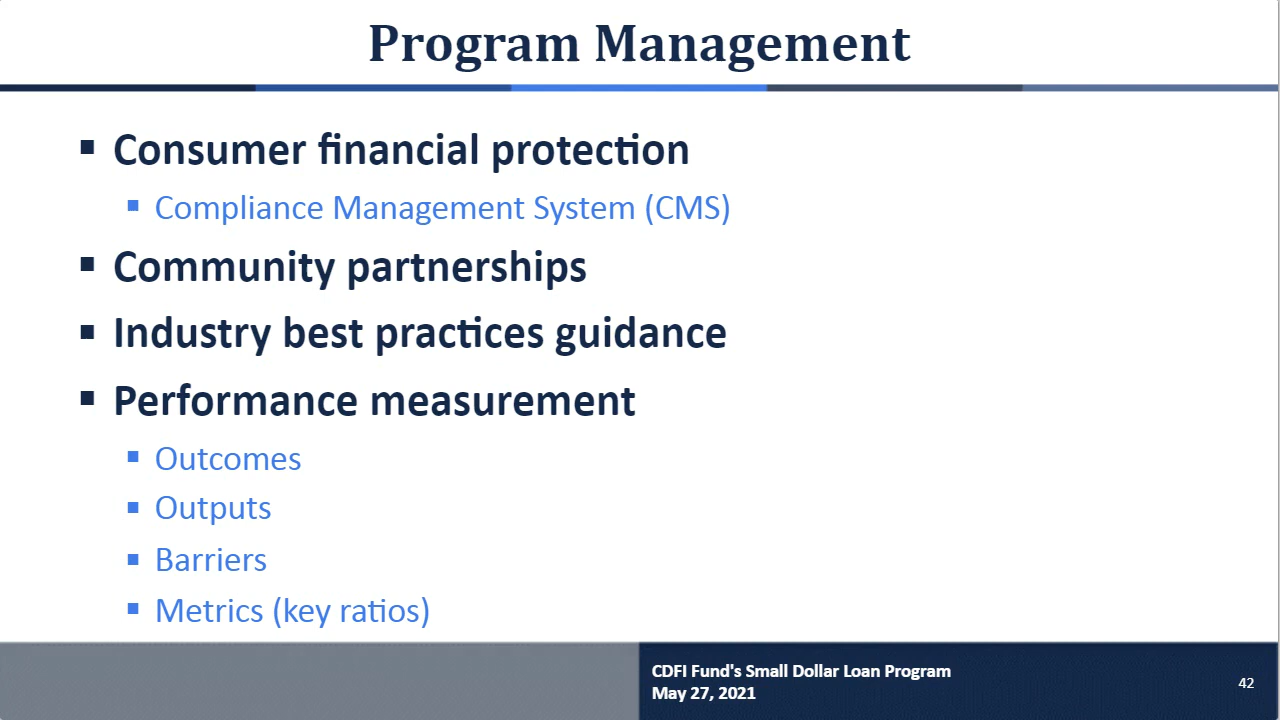 Program Management
▪ Consumer financial protection
▪ Compliance Management System (CMS)
▪ Community partnerships
▪ Industry best practices guidance
▪ Performance measurement
▪ Outcomes
▪ Outputs
▪ Barriers
▪ Metrics (key ratios)
CDFI Fund's Small Dollar Loan Program
May 27, 2021
42